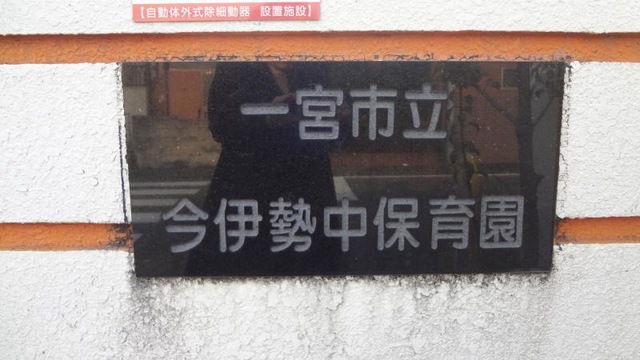 【自動体外式除細動器 設置施設】
一宮市立
今伊勢中保育園